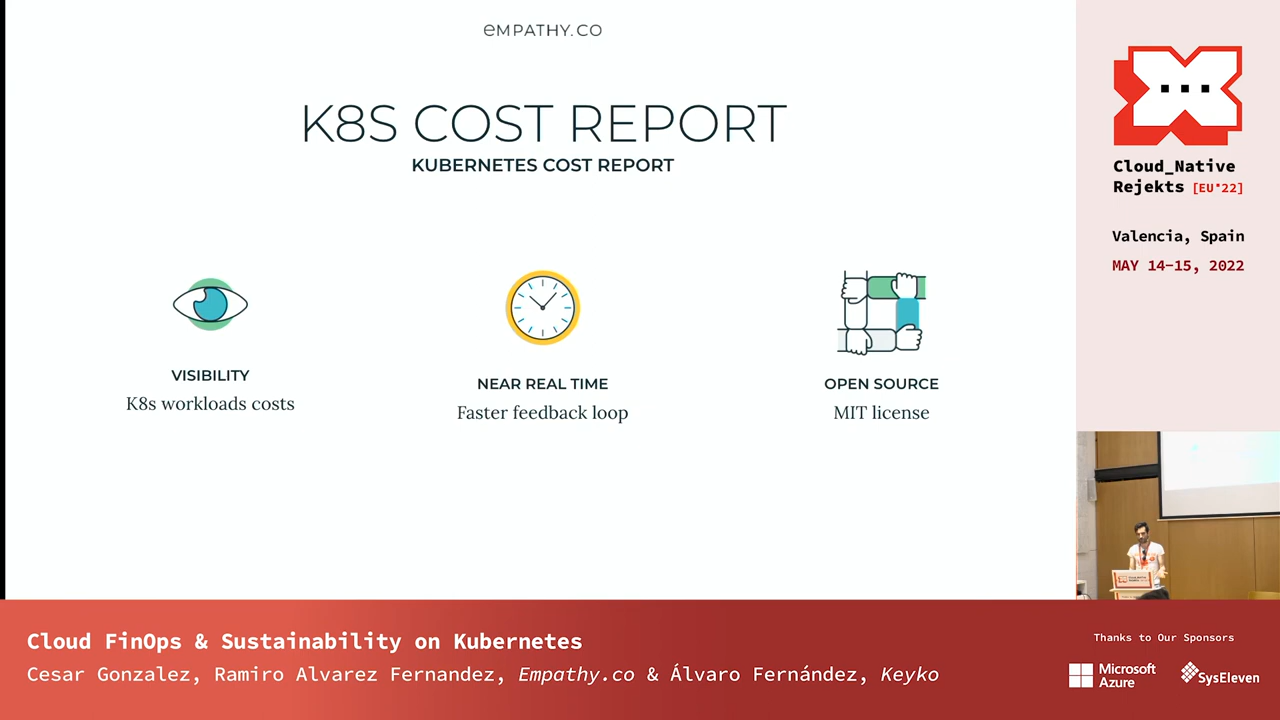 eMPATHY.CO
K8S COST REPORT
KUBERNETES COST REPORT
VISIBILITY
K8s workloads costs
NEAR REAL TIME
Faster feedback loop
OPEN SOURCE
MIT license
Cloud_Native
Rejekts [EU*22]
Valencia, Spain
MAY 14-15, 2022
Cloud FinOps & Sustainability on Kubernetes
Cesar Gonzalez, Ramiro Alvarez Fernandez, Empathy.co & Álvaro Fernández, Keyko
Thanks to Our Sponsors
Microsoft
Azure
SysEleven